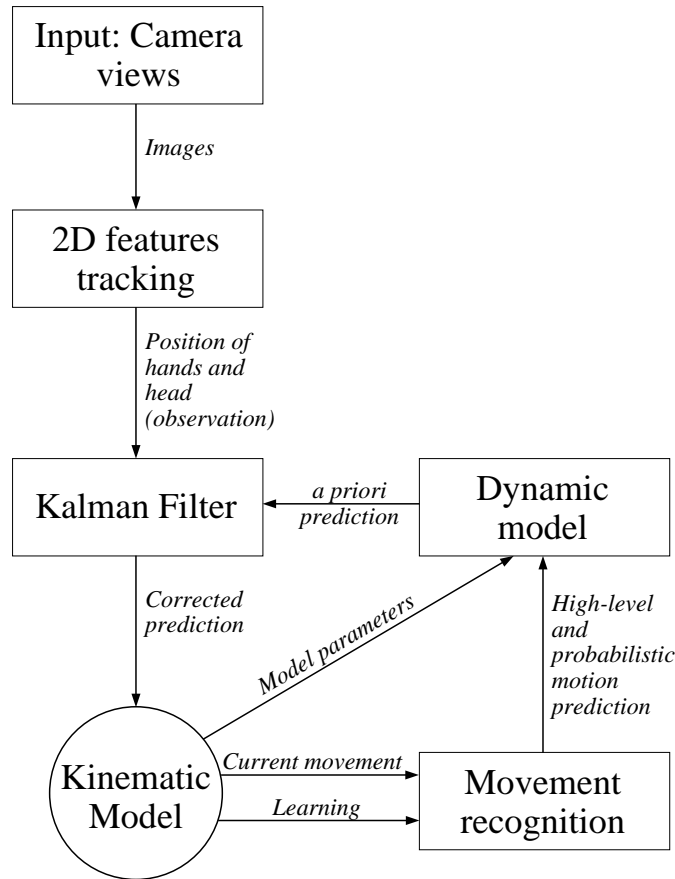 Input: Camera
views
Images
2D features
tracking
Position of
hands and
head
(observation)
Kalman Filter
a priori
prediction
Dynamic
model
Corrected
prediction
Model parameters
High-level
and
probabilistic
motion
prediction
Kinematic
Model
Current movement
Learning
Movement
recognition